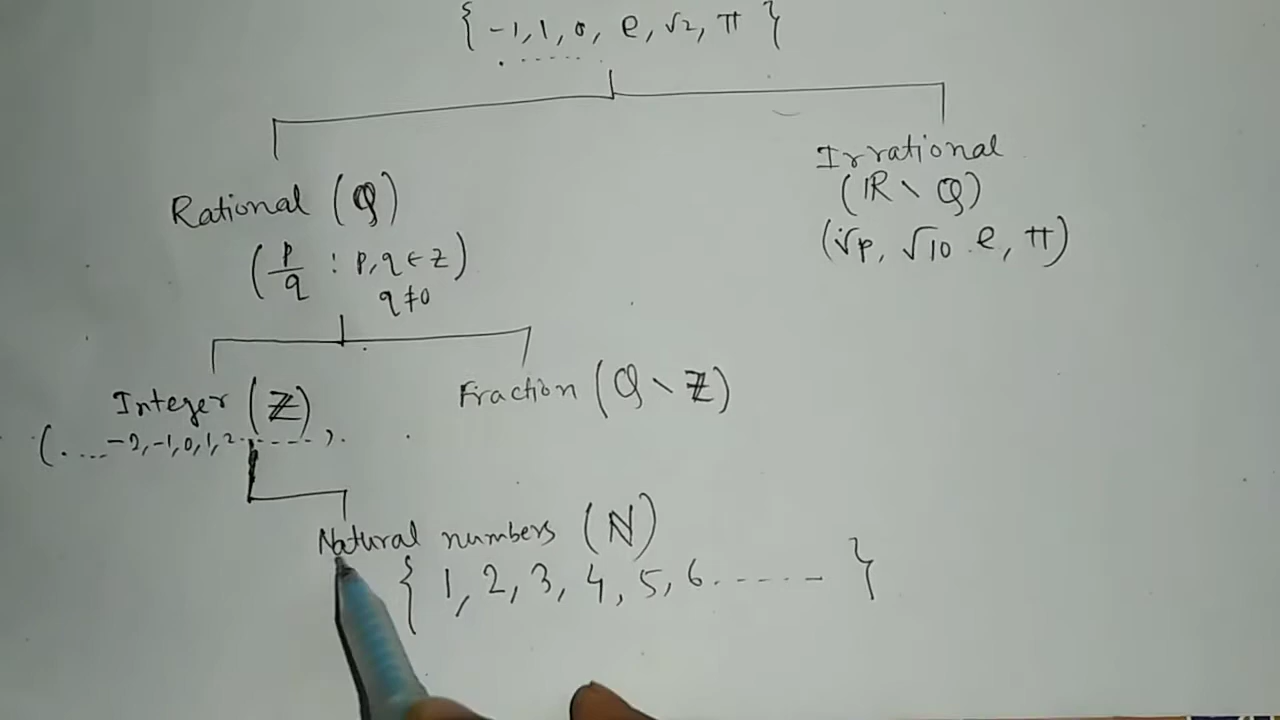 { -1, 1, 0, e, √2, π }
Irrational
Rational (ℚ)
(ℝ \ ℚ)
(p/q : p, q ∈ z)
q ≠ 0
(√p, √10 e, π)
Integer (ℤ)
Fraction (ℚ \ ℤ)
(.... -2, -1, 0, 1, 2 ------ ).
Natural numbers (ℕ)
{ 1, 2, 3, 4, 5, 6 ------ }